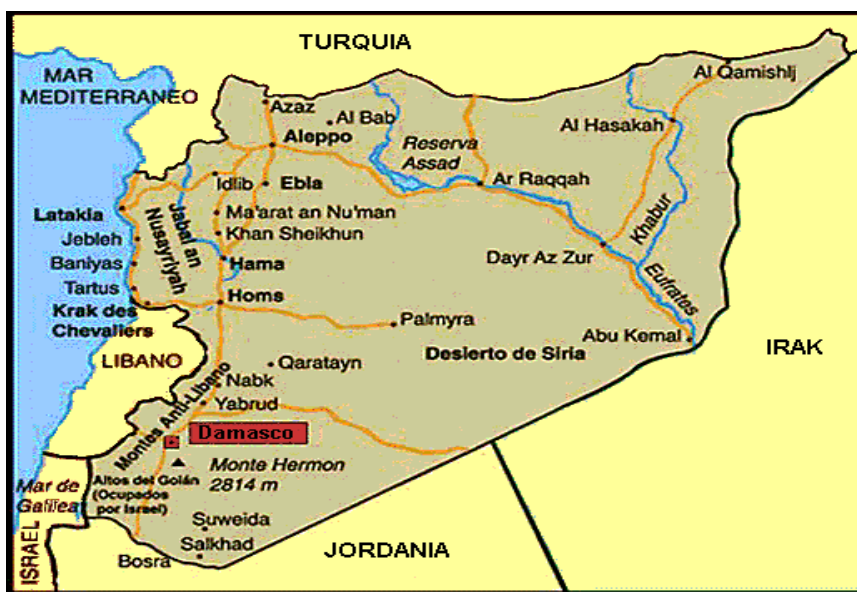 TURQUIA
MAR
MEDITERRANEO
Al Qamishlj
Azaz
Al Bab
Al Hasakah
Aleppo
Reserva
Assad
Idlib
Ebla
Ar Raqqah
Latakia
Jabal an
Nusayriyah
Ma'arat an Nu'man
Khan Sheikhun
Khabur
Jebleh
Baniyas
Hama
Dayr Az Zur
Eufrates
Tartus
Homs
Krak des
Chevaliers
Palmyra
Abu Kemal
Desierto de Siria
IRAK
LIBANO
Qaratayn
Nabk
Montes Anti-Libano
Yabrud
Damasco
Monte Hermon
2814 m
Altos del Golán
(Ocupados
por Israel)
Mar de
Galilea
Suweida
Salkhad
Bosra
ISRAEL
JORDANIA